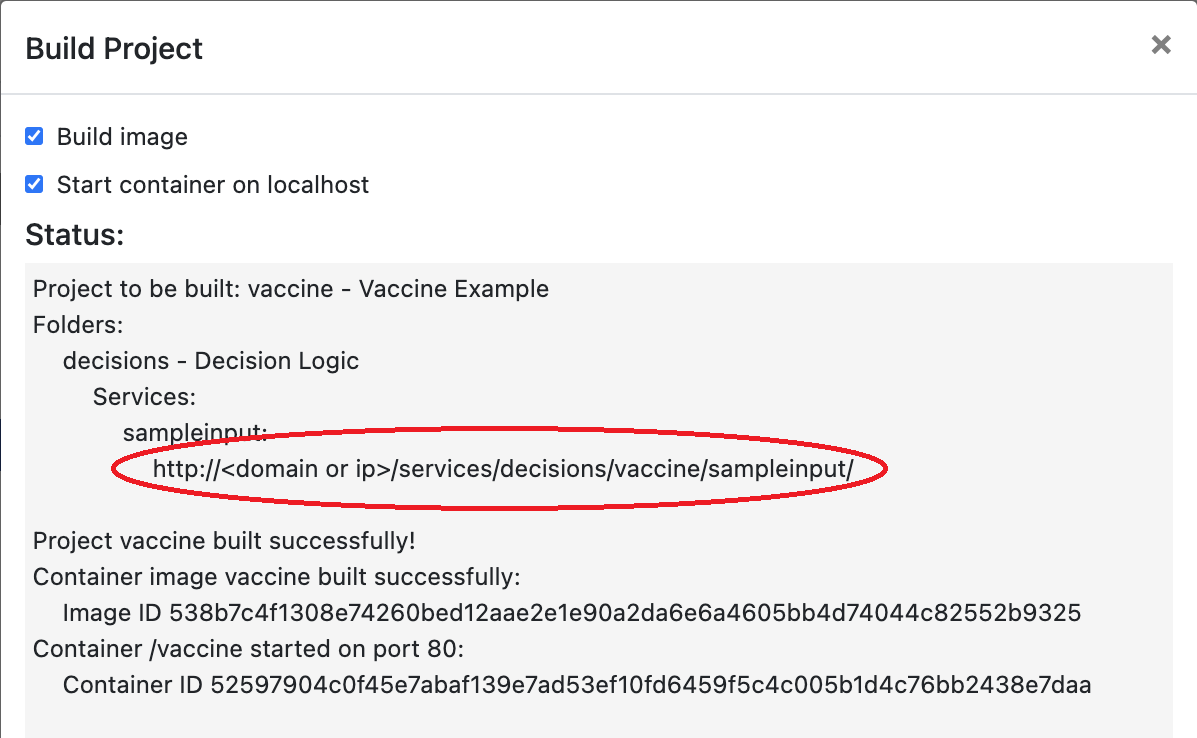 Build Project
Build image
Start container on localhost
Status:
Project to be built: vaccine - Vaccine Example
Folders:
decisions - Decision Logic
Services:
sampleinput:
http://<domain or ip>/services/decisions/vaccine/sampleinput/
Project vaccine built successfully!
Container image vaccine built successfully:
Image ID 538b7c4f1308e74260bed12aae2e1e90a2da6e6a4605bb4d74044c82552b9325
Container /vaccine started on port 80:
Container ID 52597904c0f45e7abaf139e7ad53ef10fd6459f5c4c005b1d4c76bb2438e7daa